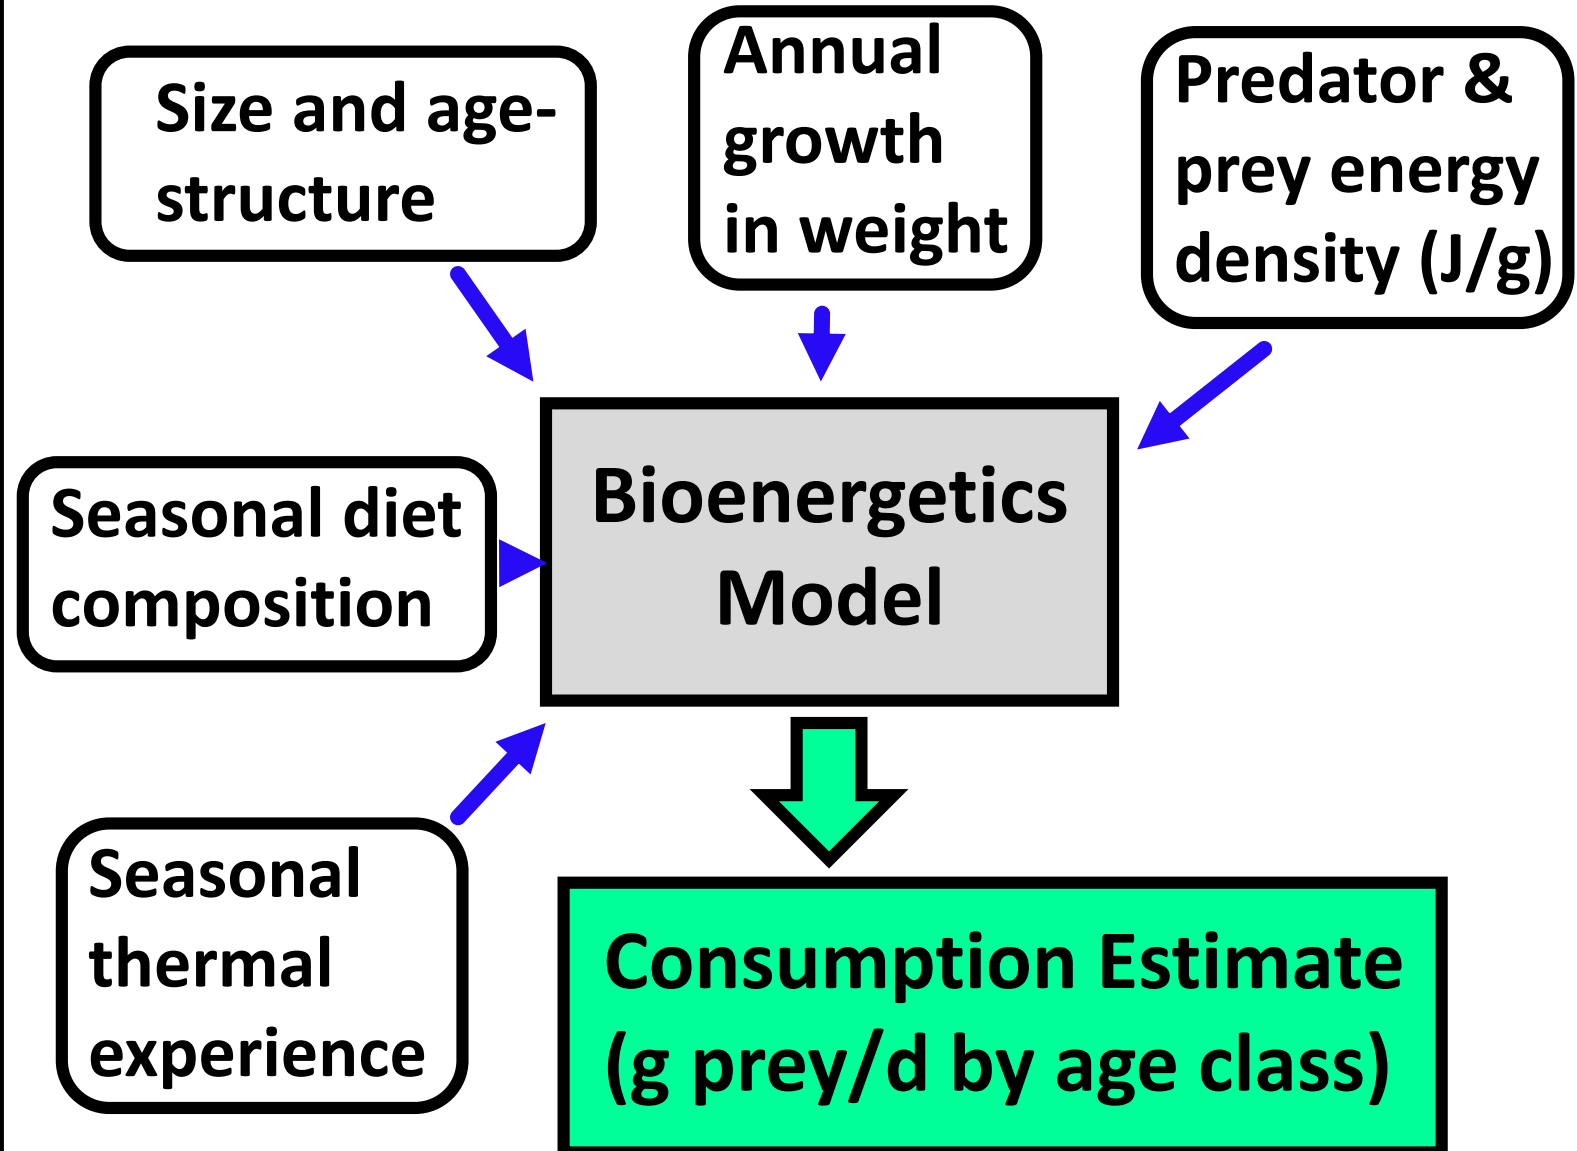 Size and age-
structure
Annual
growth
in weight
Predator &
prey energy
density (J/g)
Seasonal diet
composition
Bioenergetics
Model
Seasonal
thermal
experience
Consumption Estimate
(g prey/d by age class)